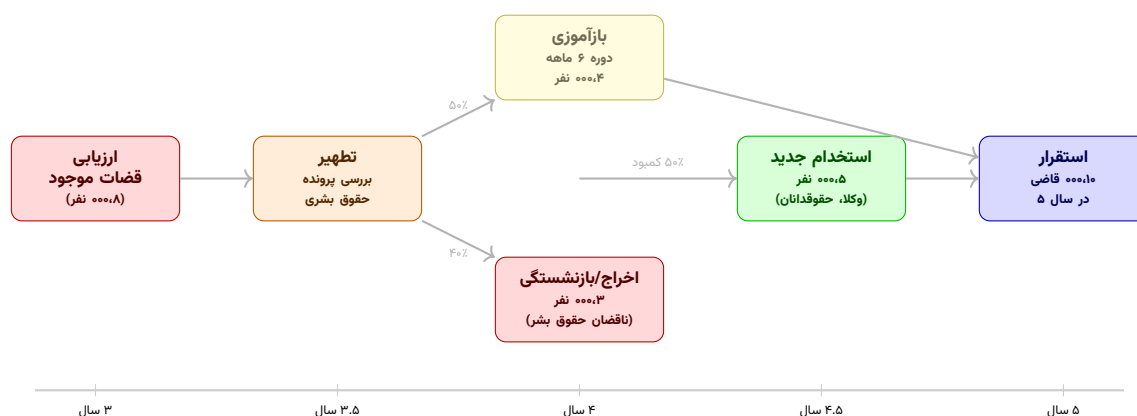 بازآموزی
دوره ۶ ماهه
۰۰۰،۴ نفر
۵۰٪
ارزیابی
قضات موجود
(۰۰۰،۸ نفر)
تطهیر
بررسی پرونده
حقوق بشری
۵۰٪ کمبود
استخدام جدید
۰۰۰،۵ نفر
(وکلا، حقوقدانان)
استقرار
۰۰۰،۱۰ قاضی
در سال ۵
۴۰٪
اخراج/بازنشستگی
۰۰۰،۳ نفر
(ناقضان حقوق بشر)
۳ سال
۳.۵ سال
۴ سال
۴.۵ سال
۵ سال